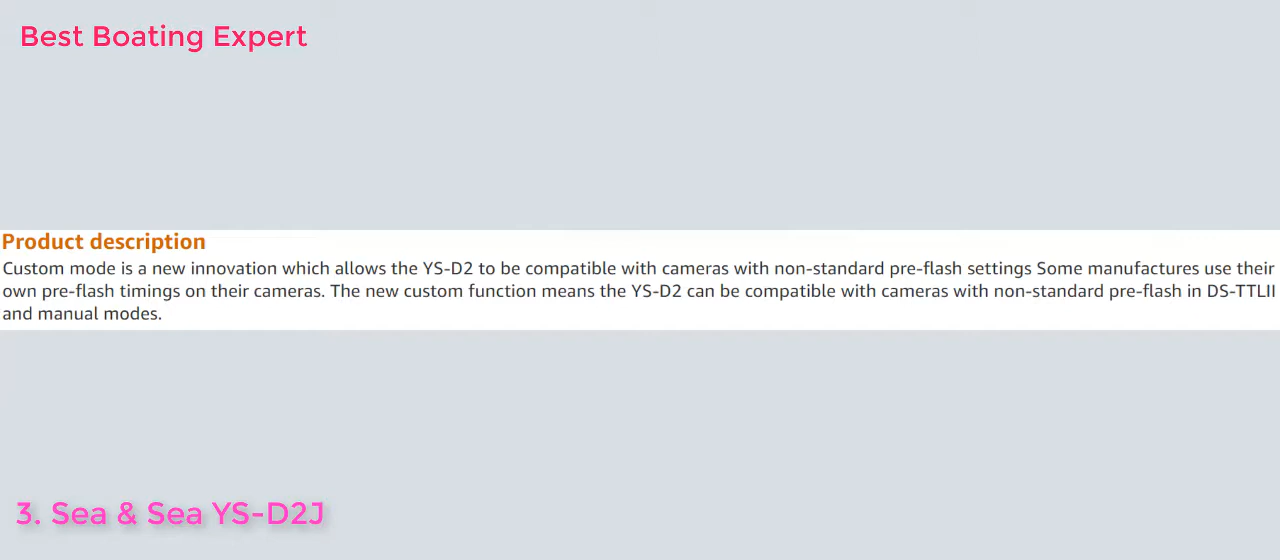 Best Boating Expert
Product description
Custom mode is a new innovation which allows the YS-D2 to be compatible with cameras with non-standard pre-flash settings Some manufactures use their
own pre-flash timings on their cameras. The new custom function means the YS-D2 can be compatible with cameras with non-standard pre-flash in DS-TTLII
and manual modes.
3. Sea & Sea YS-D2J